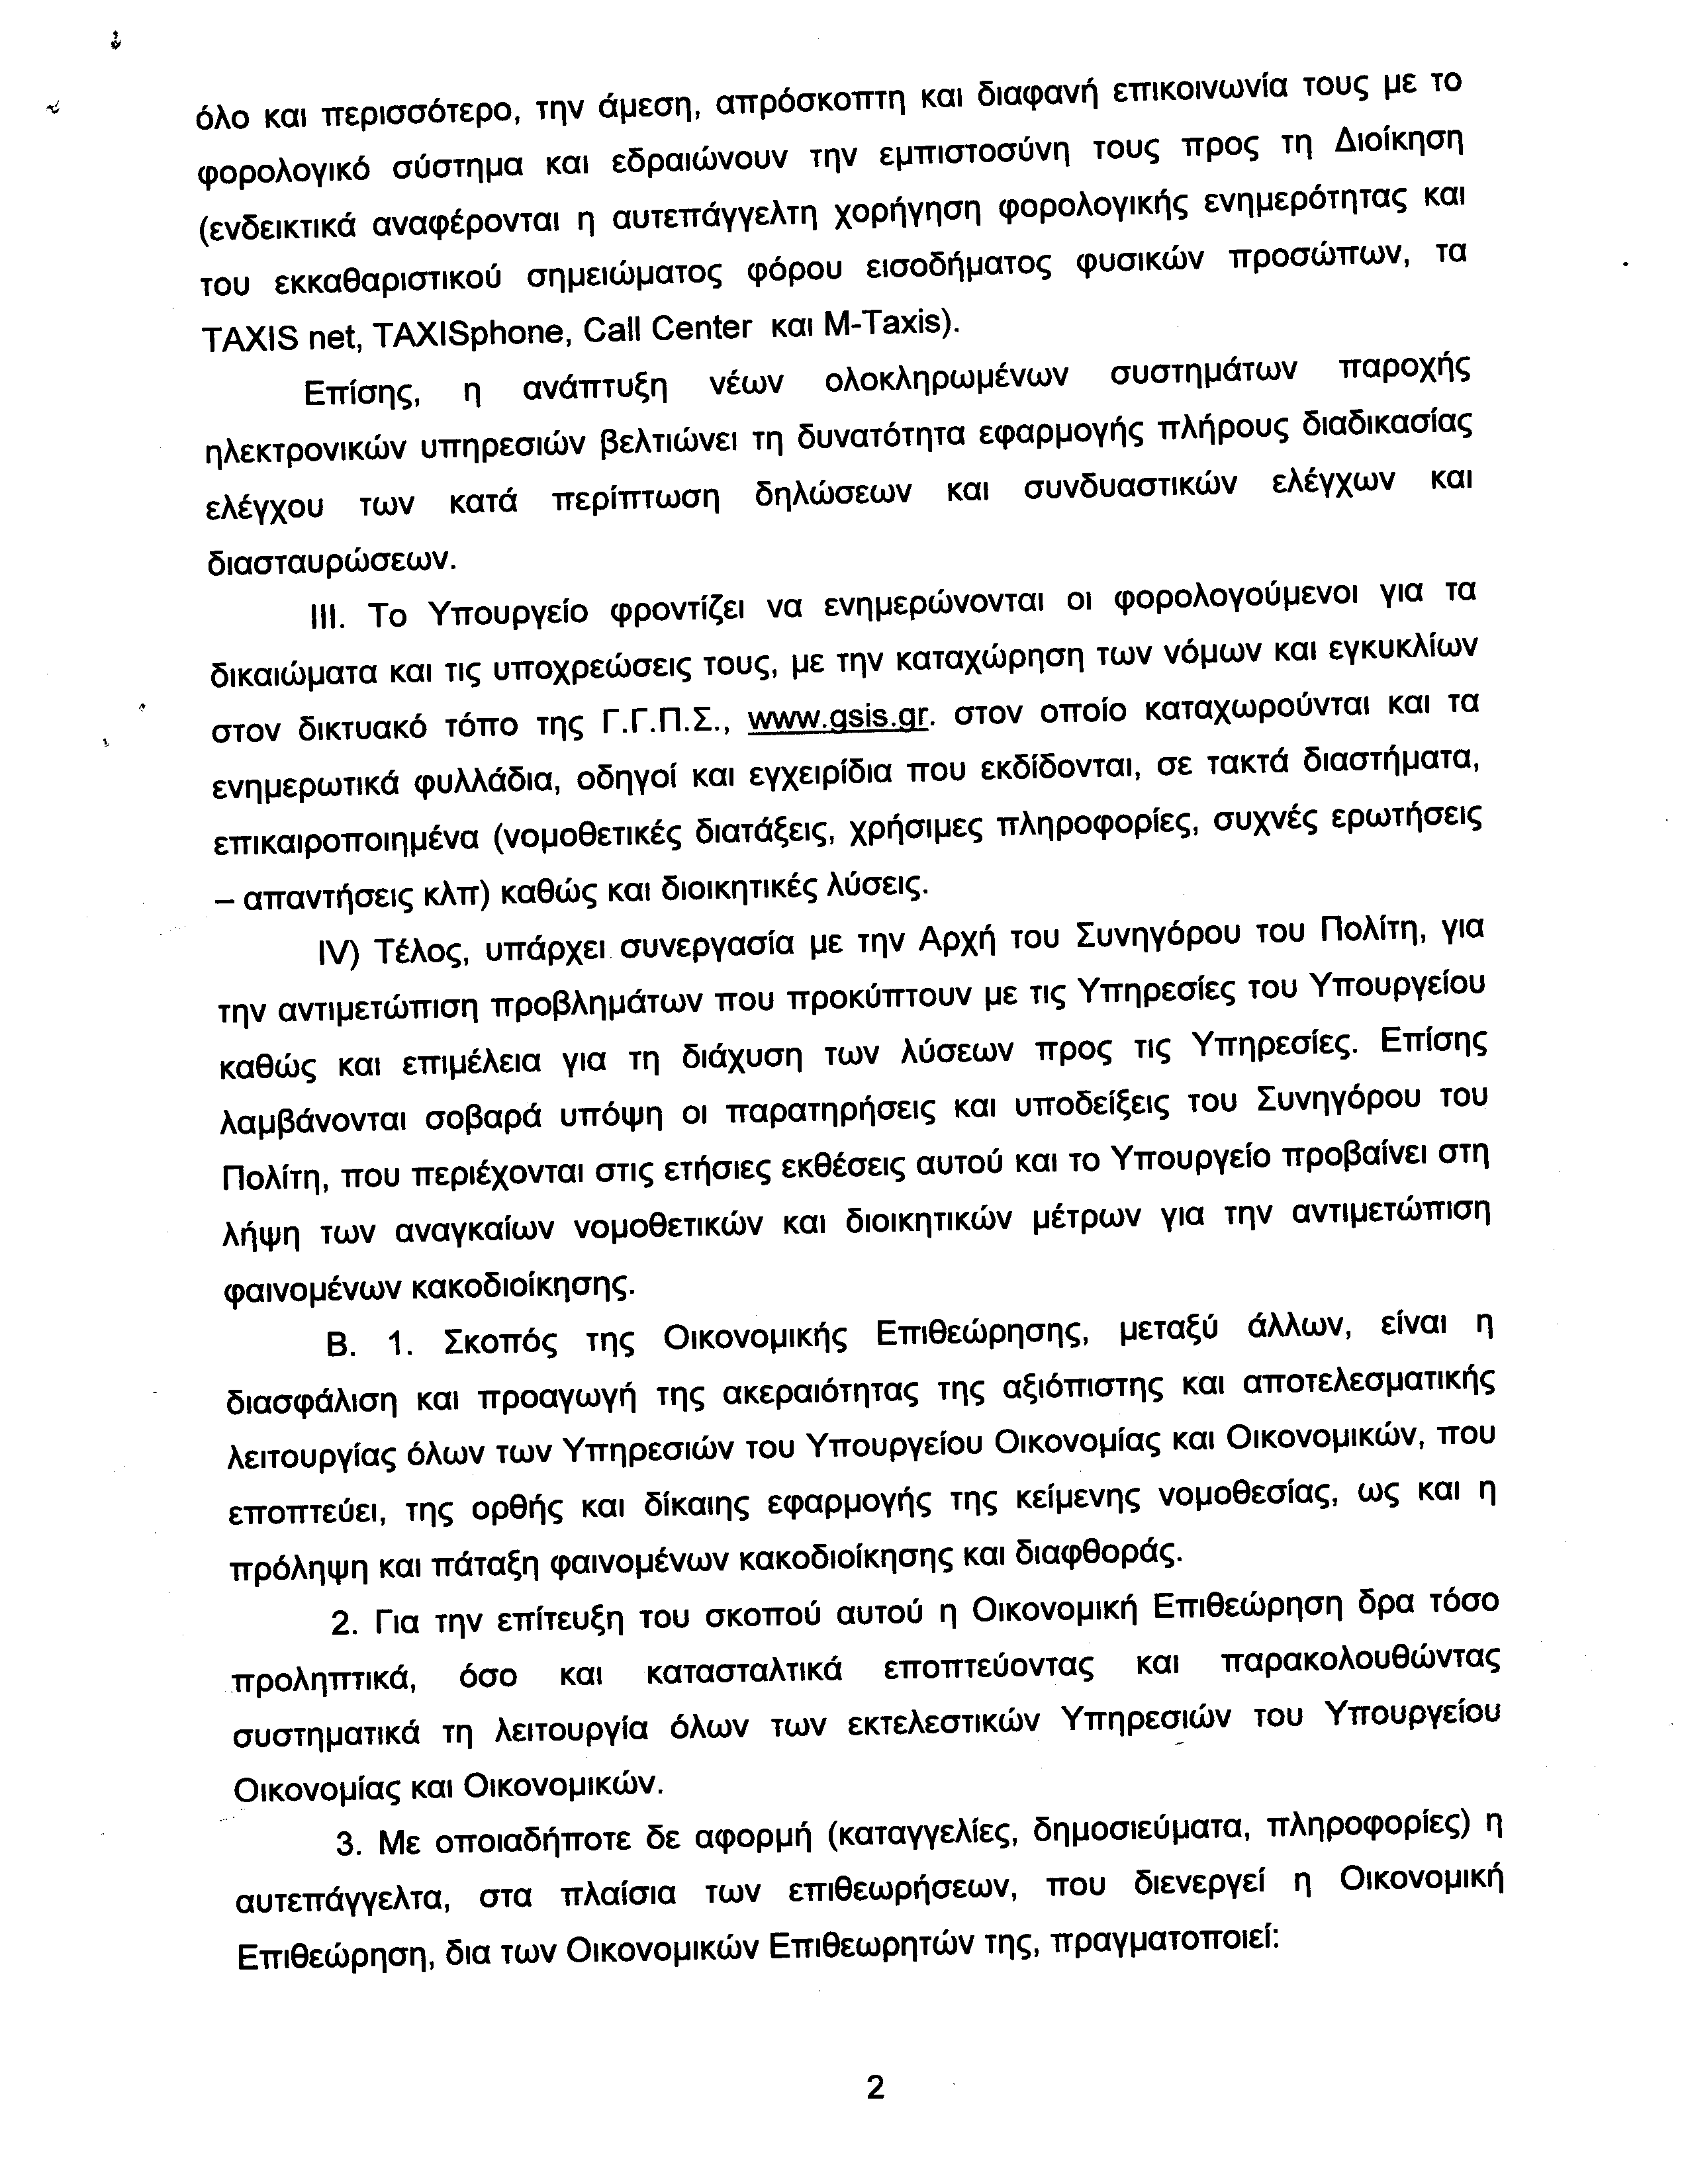 όλο και περισσότερο, την άμεση, απρόσκοπτη και διαφανή επικοινωνία τους με το
φορολογικό σύστημα και εδραιώνουν την εμπιστοσύνη τους προς τη Διοίκηση
(ενδεικτικά αναφέρονται η αυτεπάγγελτη χορήγηση φορολογικής ενημερότητας και
του εκκαθαριστικού σημειώματος φόρου εισοδήματος φυσικών προσώπων, τα
TAXIS net, TAXISphone, Call Center και M-Taxis).
Επίσης, η ανάπτυξη νέων ολοκληρωμένων συστημάτων παροχής
ηλεκτρονικών υπηρεσιών βελτιώνει τη δυνατότητα εφαρμογής πλήρους διαδικασίας
ελέγχου των κατά περίπτωση δηλώσεων και συνδυαστικών ελέγχων και
διασταυρώσεων.
III. Το Υπουργείο φροντίζει να ενημερώνονται οι φορολογούμενοι για τα
δικαιώματα και τις υποχρεώσεις τους, με την καταχώρηση των νόμων και εγκυκλίων
στον δικτυακό τόπο της Γ.Γ.Π.Σ., www.gsis.gr. στον οποίο καταχωρούνται και τα
ενημερωτικά φυλλάδια, οδηγοί και εγχειρίδια που εκδίδονται, σε τακτά διαστήματα,
επικαιροποιημένα (νομοθετικές διατάξεις, χρήσιμες πληροφορίες, συχνές ερωτήσεις
– απαντήσεις κλπ) καθώς και διοικητικές λύσεις.
IV) Τέλος, υπάρχει συνεργασία με την Αρχή του Συνηγόρου του Πολίτη, για
την αντιμετώπιση προβλημάτων που προκύπτουν με τις Υπηρεσίες του Υπουργείου
καθώς και επιμέλεια για τη διάχυση των λύσεων προς τις Υπηρεσίες. Επίσης
λαμβάνονται σοβαρά υπόψη οι παρατηρήσεις και υποδείξεις του Συνηγόρου του
Πολίτη, που περιέχονται στις ετήσιες εκθέσεις αυτού και το Υπουργείο προβαίνει στη
λήψη των αναγκαίων νομοθετικών και διοικητικών μέτρων για την αντιμετώπιση
φαινομένων κακοδιοίκησης.
Β. 1. Σκοπός της Οικονομικής Επιθεώρησης, μεταξύ άλλων, είναι η
διασφάλιση και προαγωγή της ακεραιότητας της αξιόπιστης και αποτελεσματικής
λειτουργίας όλων των Υπηρεσιών του Υπουργείου Οικονομίας και Οικονομικών, που
εποπτεύει, της ορθής και δίκαιης εφαρμογής της κείμενης νομοθεσίας, ως και η
πρόληψη και πάταξη φαινομένων κακοδιοίκησης και διαφθοράς.
2. Για την επίτευξη του σκοπού αυτού η Οικονομική Επιθεώρηση δρα τόσο
προληπτικά, όσο και κατασταλτικά εποπτεύοντας και παρακολουθώντας
συστηματικά τη λειτουργία όλων των εκτελεστικών Υπηρεσιών του Υπουργείου
Οικονομίας και Οικονομικών.
3. Με οποιαδήποτε δε αφορμή (καταγγελίες, δημοσιεύματα, πληροφορίες) η
αυτεπάγγελτα, στα πλαίσια των επιθεωρήσεων, που διενεργεί η Οικονομική
Επιθεώρηση, δια των Οικονομικών Επιθεωρητών της, πραγματοποιεί:
2